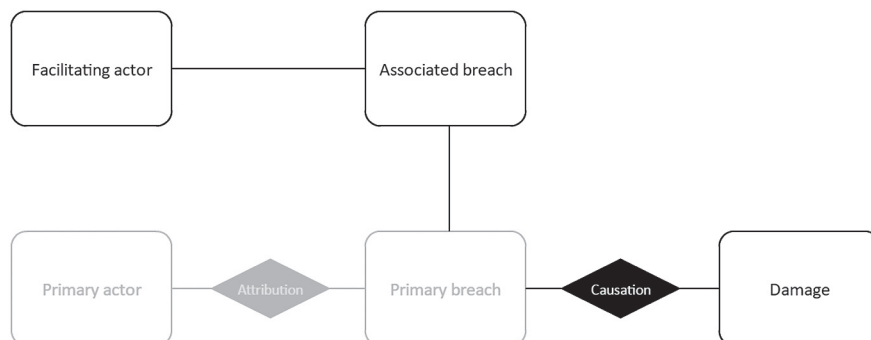 Facilitating actor
Associated breach
Primary actor
Attribution
Primary breach
Causation
Damage